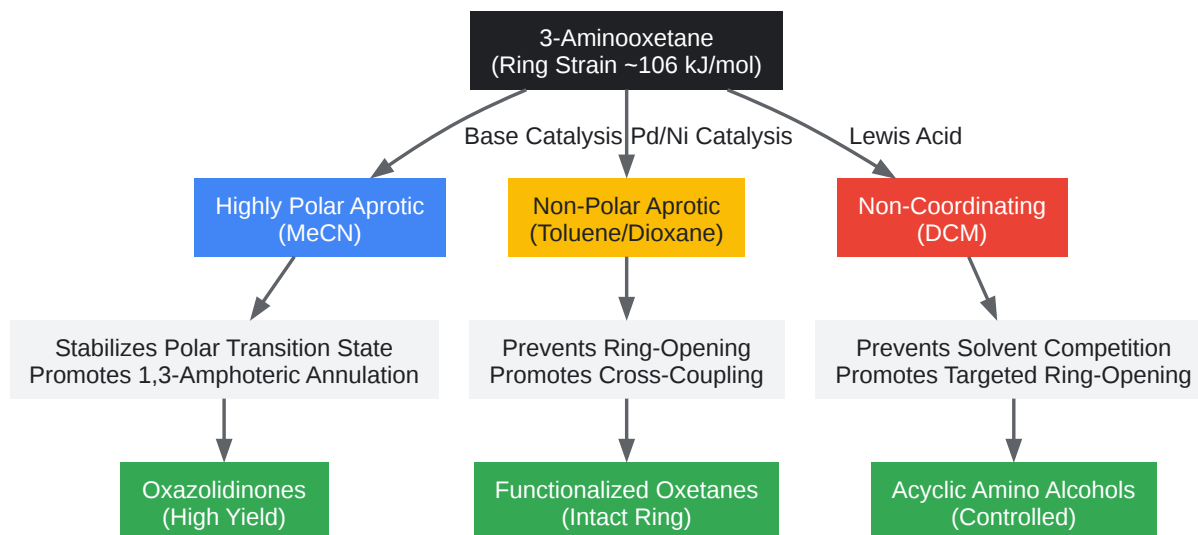 3-Aminooxetane
(Ring Strain ~106 kJ/mol)
Base Catalysis
Pd/Ni Catalysis
Lewis Acid
Highly Polar Aprotic
(MeCN)
Non-Polar Aprotic
(Toluene/Dioxane)
Non-Coordinating
(DCM)
Stabilizes Polar Transition State
Promotes 1,3-Amphoteric Annulation
Prevents Ring-Opening
Promotes Cross-Coupling
Prevents Solvent Competition
Promotes Targeted Ring-Opening
Oxazolidinones
(High Yield)
Functionalized Oxetanes
(Intact Ring)
Acyclic Amino Alcohols
(Controlled)